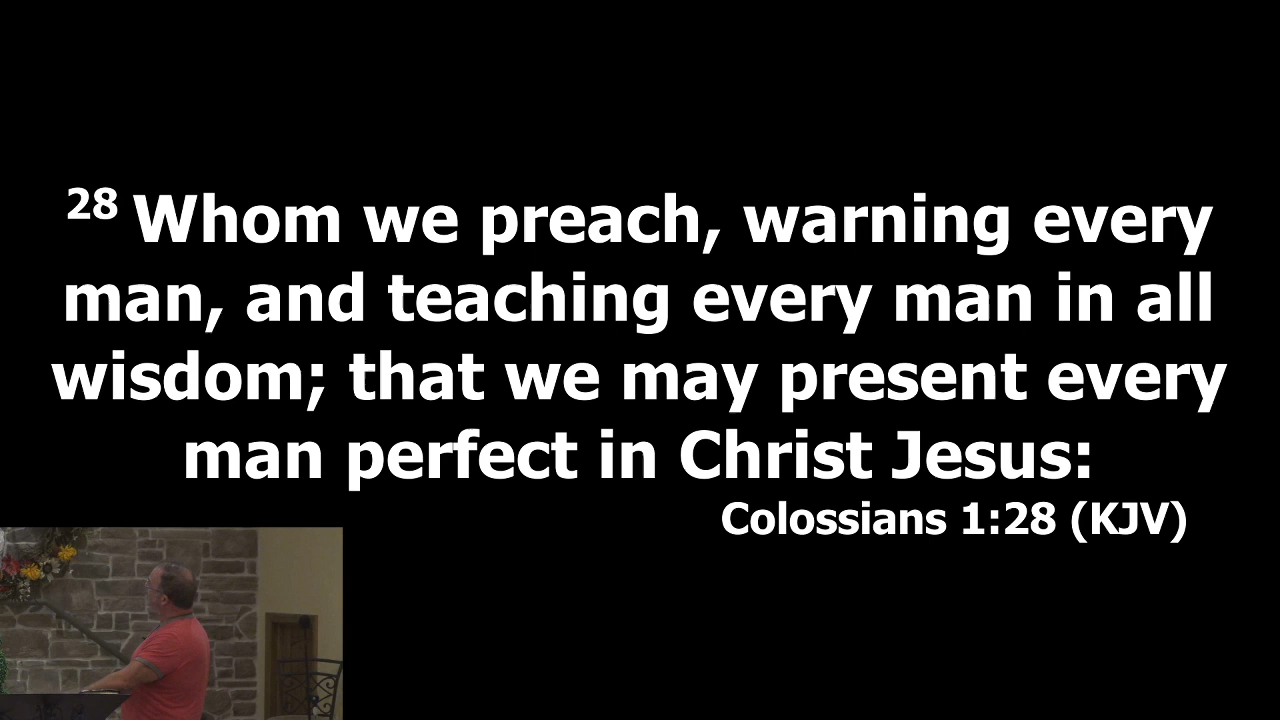 28 Whom we preach, warning every
man, and teaching every man in all
wisdom; that we may present every
man perfect in Christ Jesus:
Colossians 1:28 (KJV)